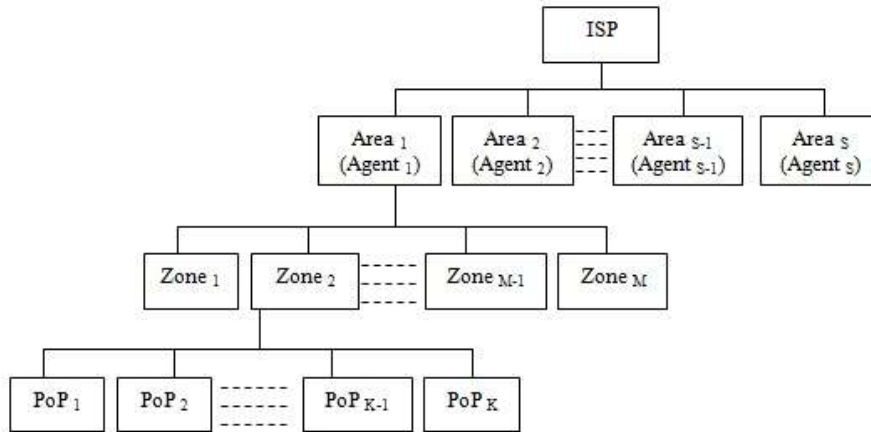 ISP
Area 1
(Agent 1)
Area 2
(Agent 2)
Area S-1
(Agent S-1)
Area S
(Agent S)
Zone 1
Zone 2
Zone M-1
Zone M
PoP 1
PoP 2
PoP K-1
PoP K